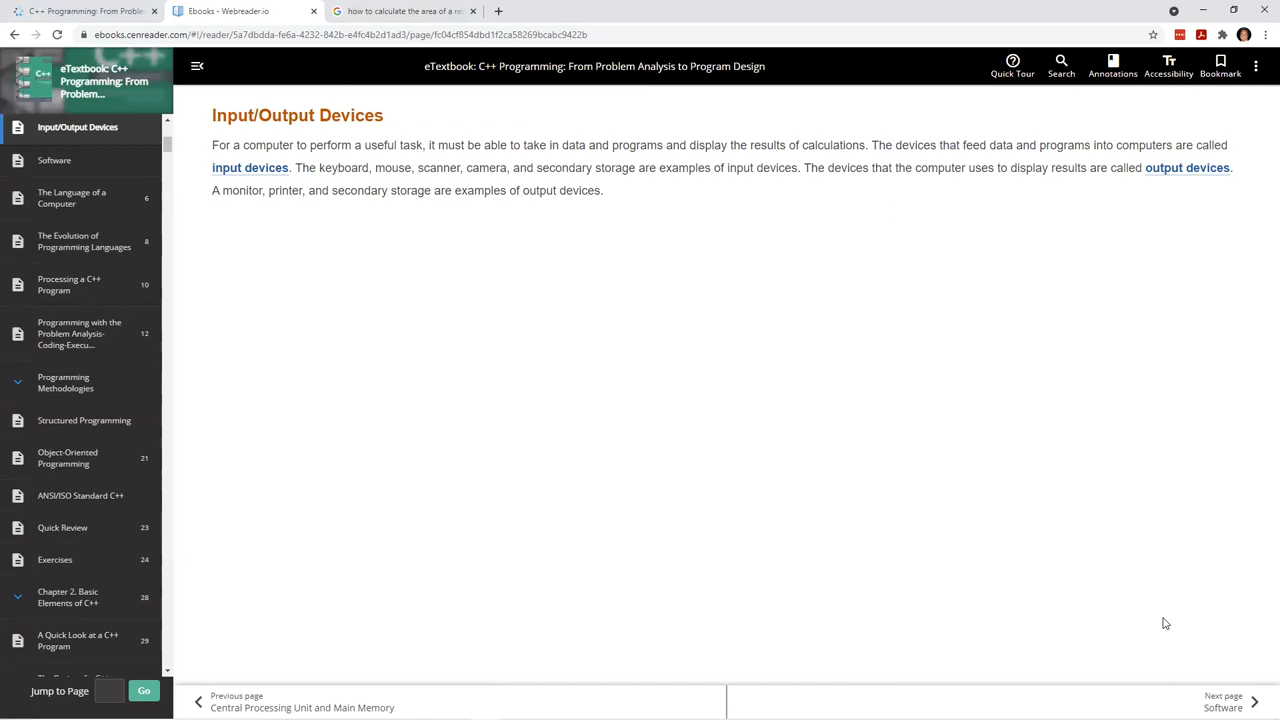 C++ Programming: From Problem
Ebooks - Webreader.io
how to calculate the area of a re
ebooks.cenreader.com/#!/reader/5a7dbdda-fe6a-4232-842b-e4fc4b2d1ad3/page/fc04cf854dbd1f2ca58269bcabc9422b
C++
eTextbook: C++
Programming: From
Problem...
eTextbook: C++ Programming: From Problem Analysis to Program Design
Quick Tour
Search
Annotations
Accessibility
Bookmark
Input/Output Devices
Software
The Language of a
Computer
6
The Evolution of
Programming Languages
8
Processing a C++
Program
10
Programming with the
Problem Analysis-
Coding-Execu...
12
Programming
Methodologies
Structured Programming
Object-Oriented
Programming
21
ANSI/ISO Standard C++
Quick Review
23
Exercises
24
Chapter 2. Basic
Elements of C++
28
A Quick Look at a C++
Program
29
Jump to Page
Go
Input/Output Devices
For a computer to perform a useful task, it must be able to take in data and programs and display the results of calculations. The devices that feed data and programs into computers are called
input devices. The keyboard, mouse, scanner, camera, and secondary storage are examples of input devices. The devices that the computer uses to display results are called output devices.
A monitor, printer, and secondary storage are examples of output devices.
Previous page
Central Processing Unit and Main Memory
Next page
Software